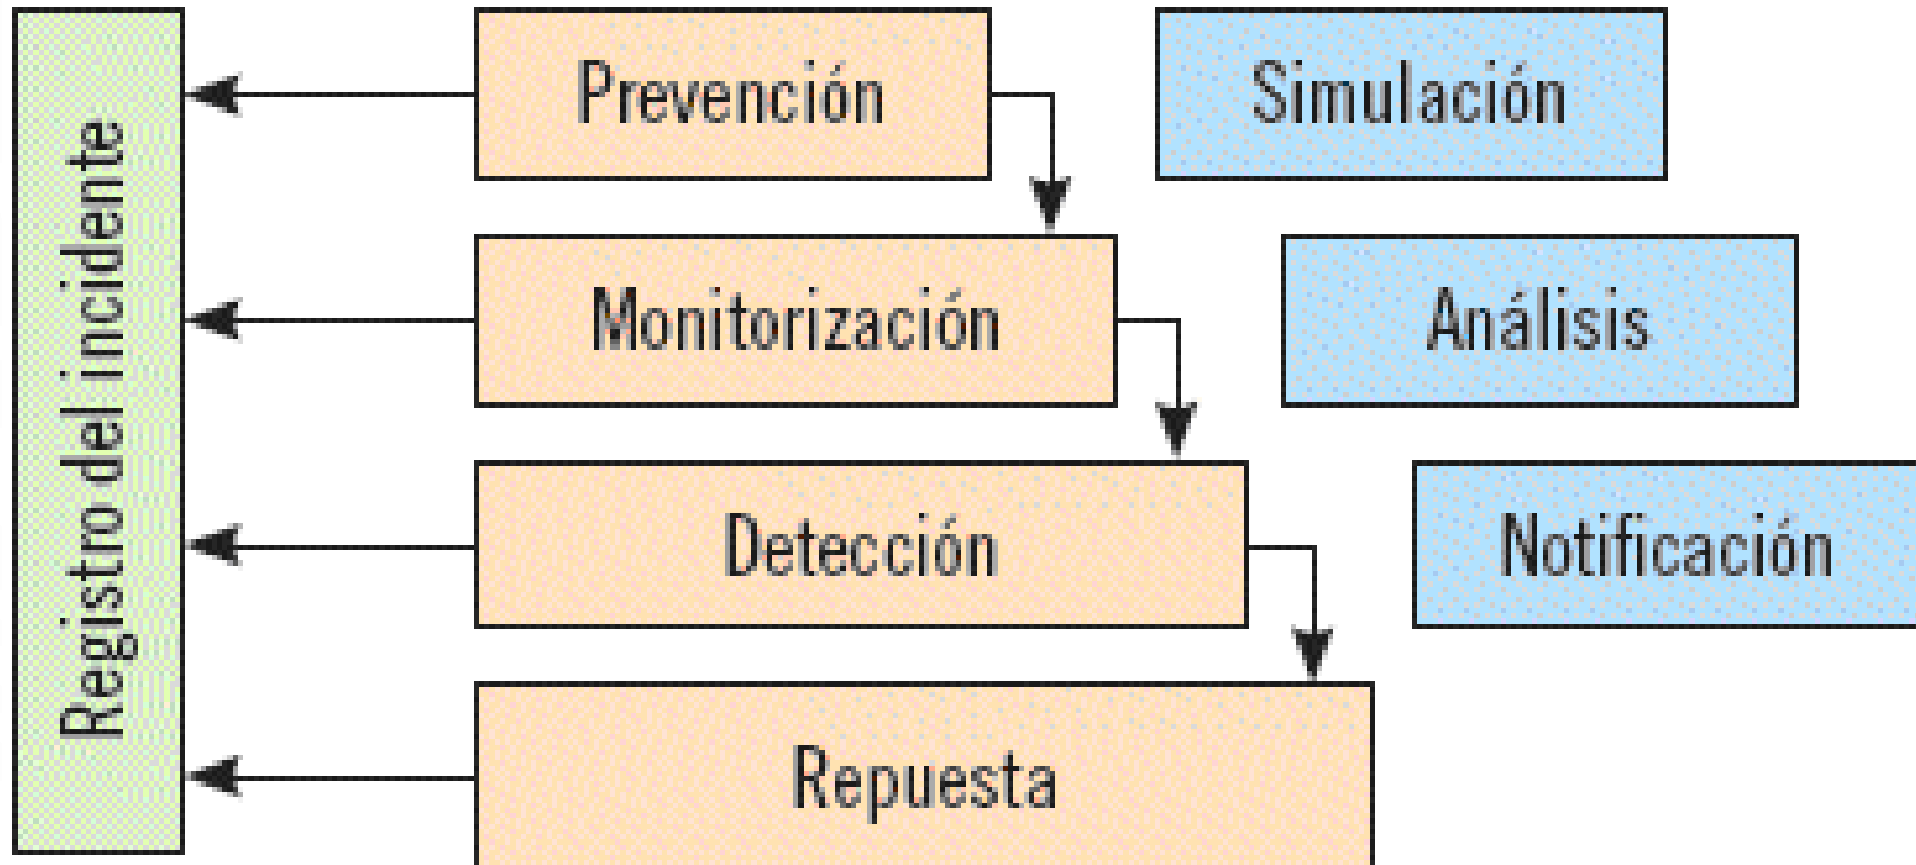 Registro del incidente
Prevención
Simulación
Monitorización
Análisis
Detección
Notificación
Repuesta